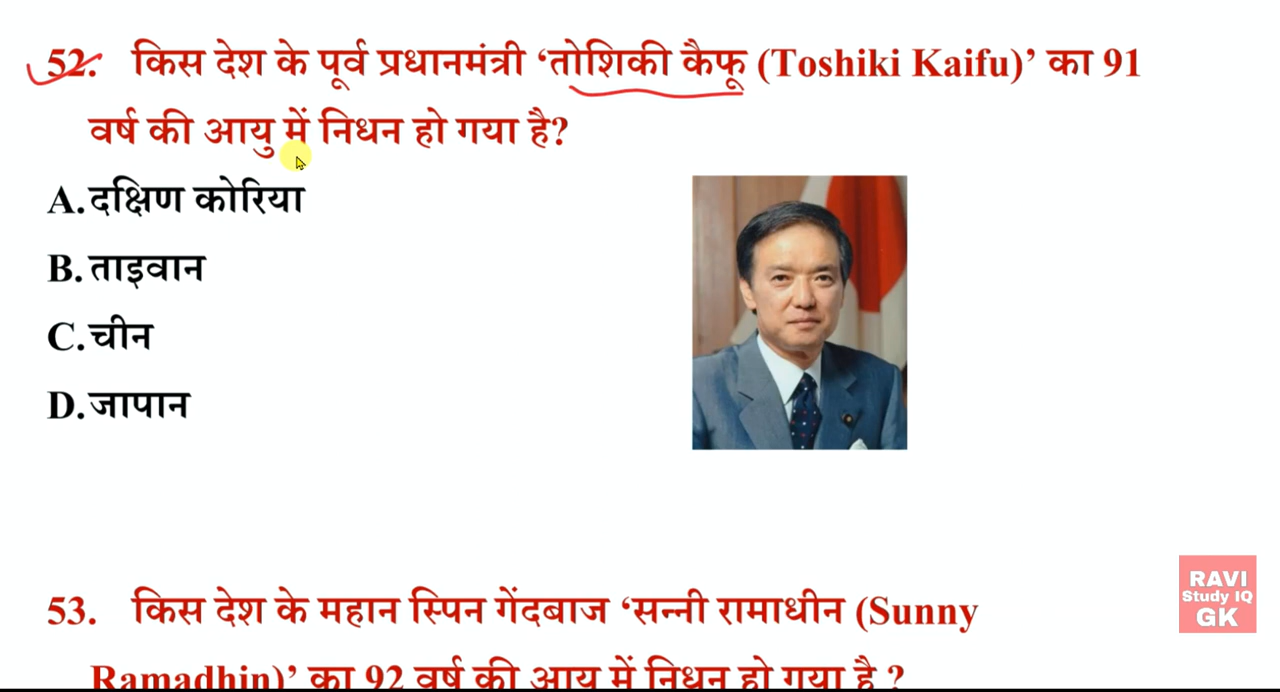 52. किस देश के पूर्व प्रधानमंत्री ‘तोशिकी कैफू (Toshiki Kaifu)’ का 91
वर्ष की आयु में निधन हो गया है?
A. दक्षिण कोरिया
B. ताइवान
C. चीन
D. जापान
RAVI
Study IQ
GK
53. किस देश के महान स्पिन गेंदबाज ‘सन्नी रामाधीन (Sunny
Ramadhin)’ का 92 वर्ष की आयु में निधन हो गया है ?